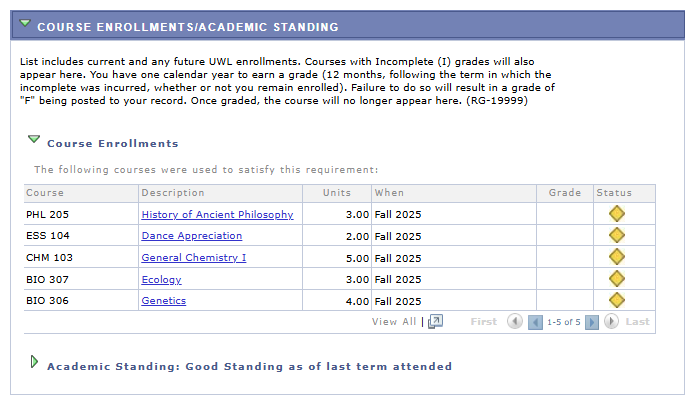 COURSE ENROLLMENTS/ACADEMIC STANDING
List includes current and any future UWL enrollments. Courses with Incomplete (I) grades will also
appear here. You have one calendar year to earn a grade (12 months, following the term in which the
incomplete was incurred, whether or not you remain enrolled). Failure to do so will result in a grade of
"F" being posted to your record. Once graded, the course will no longer appear here. (RG-19999)
Course Enrollments
The following courses were used to satisfy this requirement:
Course Description Units When Grade Status
PHL 205 History of Ancient Philosophy 3.00 Fall 2025
ESS 104 Dance Appreciation 2.00 Fall 2025
CHM 103 General Chemistry I 5.00 Fall 2025
BIO 307 Ecology 3.00 Fall 2025
BIO 306 Genetics 4.00 Fall 2025
View All | First 1-5 of 5 Last
Academic Standing: Good Standing as of last term attended